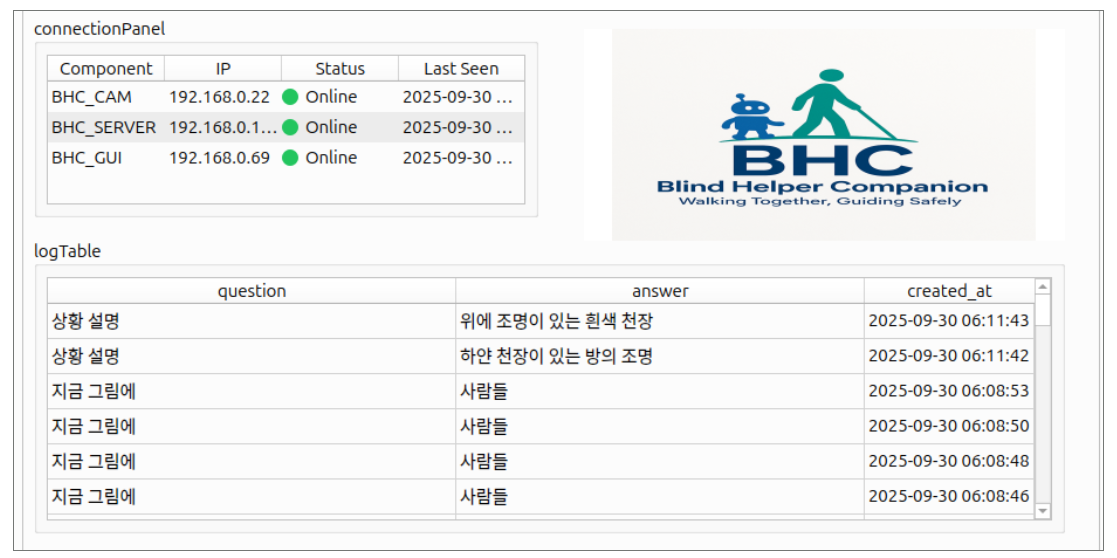 connectionPanel
Component IP Status Last Seen
BHC_CAM 192.168.0.22 Online 2025-09-30 ...
BHC_SERVER 192.168.0.1... Online 2025-09-30 ...
BHC_GUI 192.168.0.69 Online 2025-09-30 ...
BHC
Blind Helper Companion
Walking Together, Guiding Safely
logTable
question answer created_at
상황 설명 위에 조명이 있는 흰색 천장 2025-09-30 06:11:43
상황 설명 하얀 천장이 있는 방의 조명 2025-09-30 06:11:42
지금 그림에 사람들 2025-09-30 06:08:53
지금 그림에 사람들 2025-09-30 06:08:50
지금 그림에 사람들 2025-09-30 06:08:48
지금 그림에 사람들 2025-09-30 06:08:46